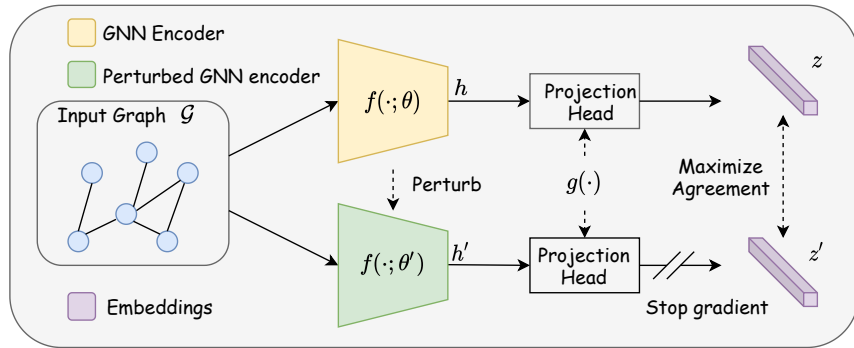 GNN Encoder
Perturbed GNN encoder
Input Graph 𝒢
f(·;θ)
h
Projection
Head
z
Perturb
g(·)
Maximize
Agreement
f(·;θ′)
h′
Projection
Head
Stop gradient
z′
Embeddings